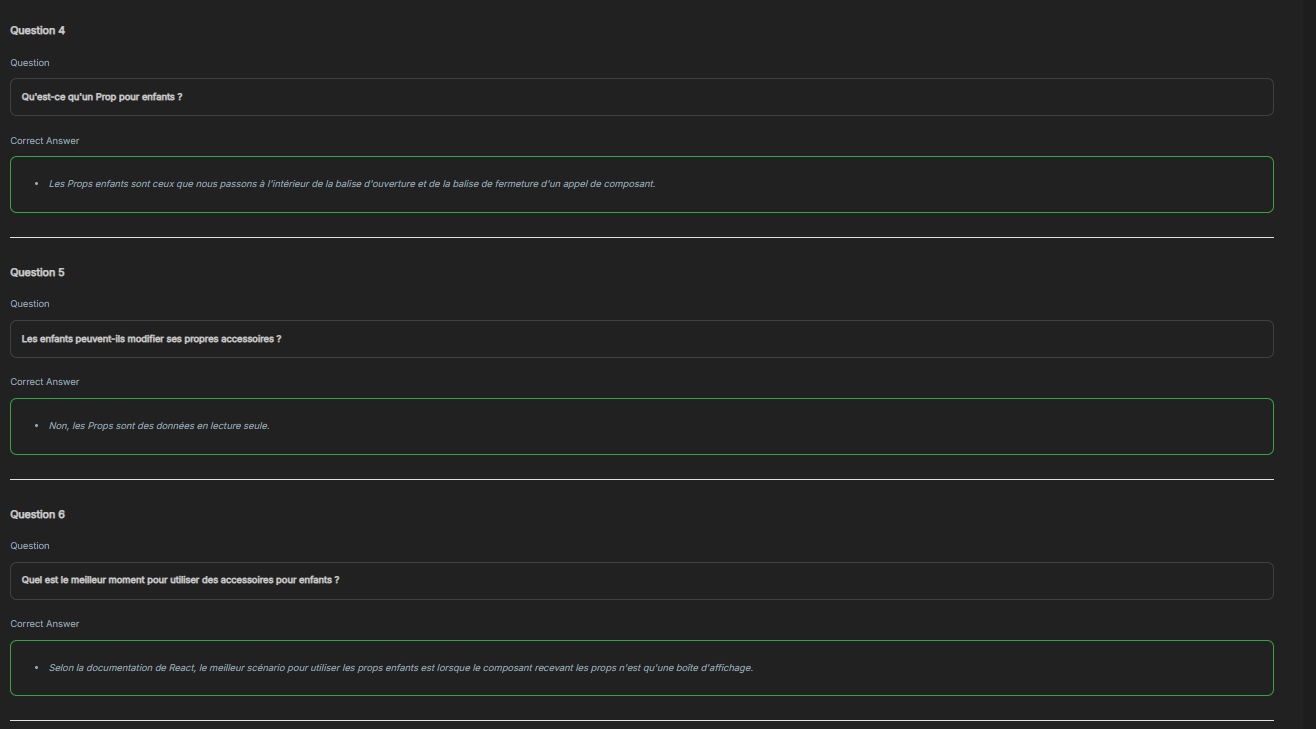 Question 4
Question
Qu'est-ce qu'un Prop pour enfants ?
Correct Answer
• Les Props enfants sont ceux que nous passons à l'intérieur de la balise d'ouverture et de la balise de fermeture d'un appel de composant.
Question 5
Question
Les enfants peuvent-ils modifier ses propres accessoires ?
Correct Answer
• Non, les Props sont des données en lecture seule.
Question 6
Question
Quel est le meilleur moment pour utiliser des accessoires pour enfants ?
Correct Answer
• Selon la documentation de React, le meilleur scénario pour utiliser les props enfants est lorsque le composant recevant les props n'est qu'une boîte d'affichage.